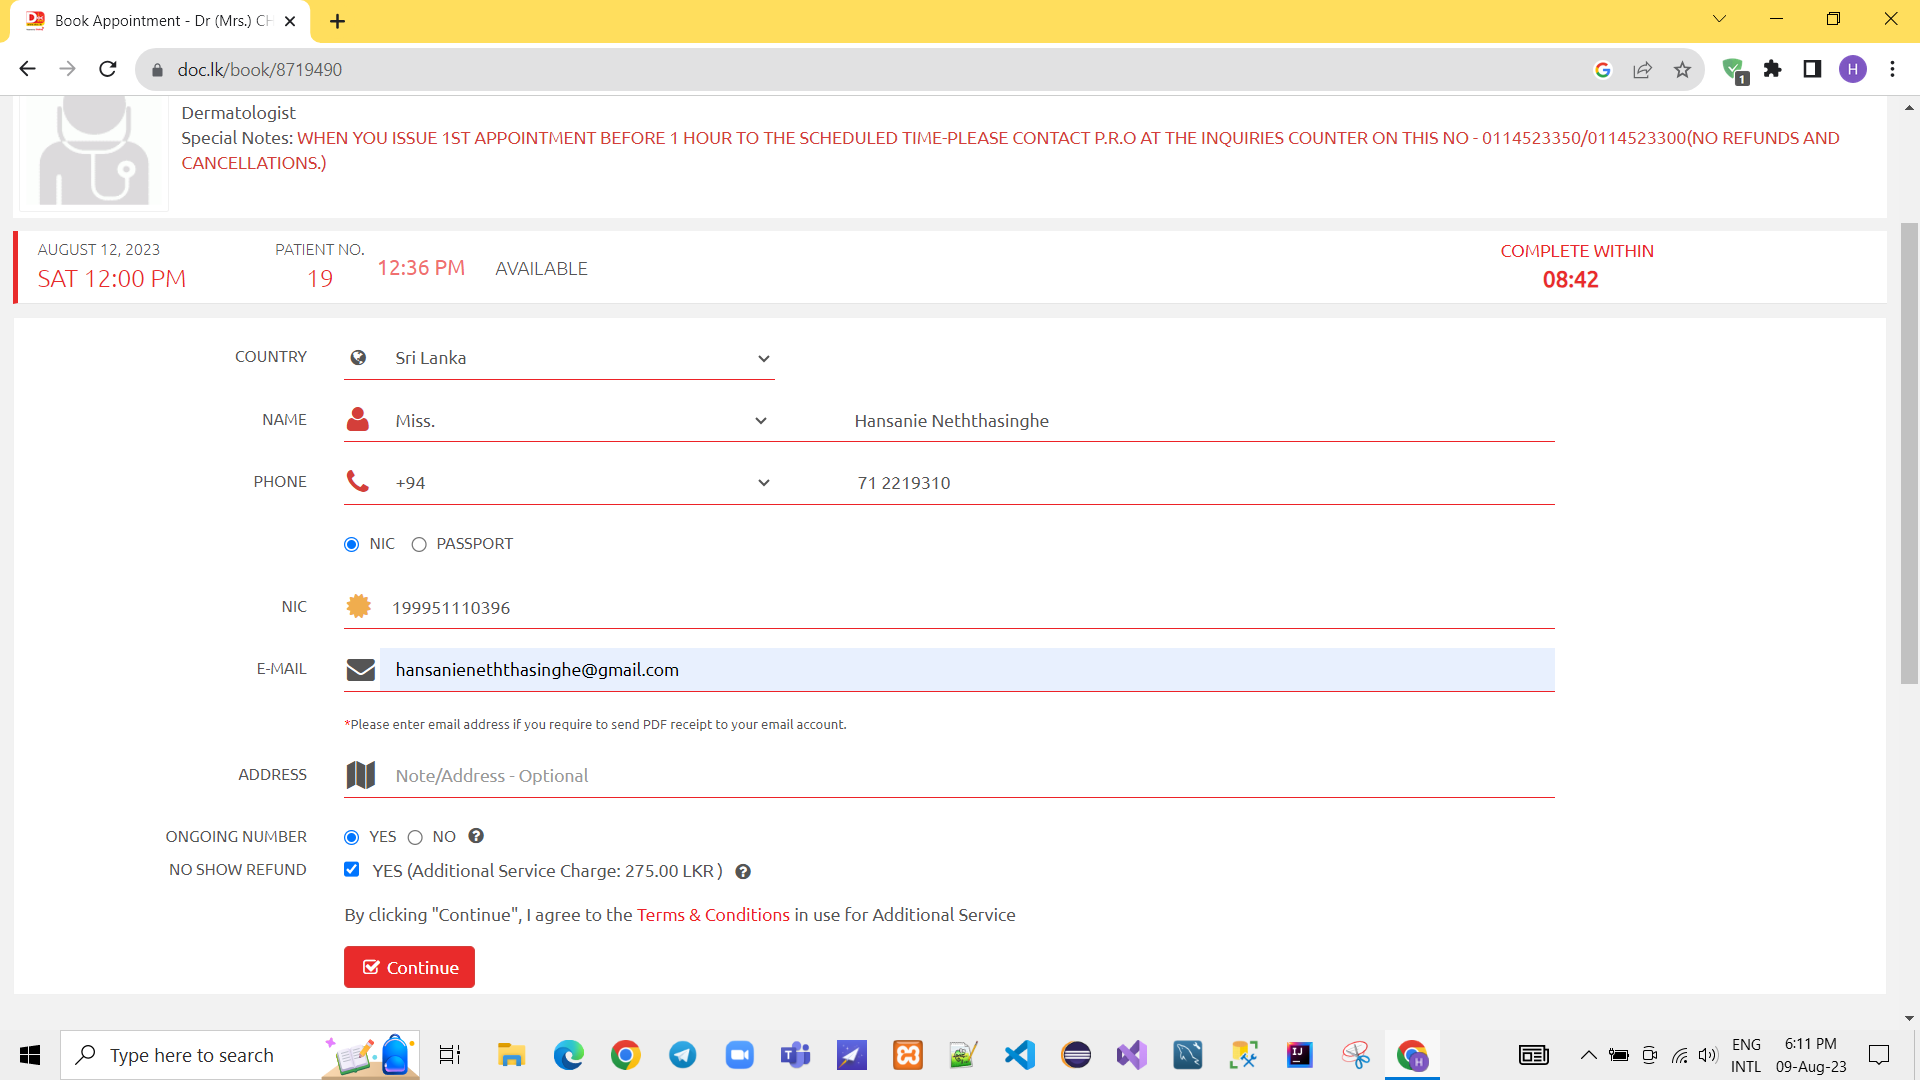 Book Appointment - Dr (Mrs.) CH
doc.lk/book/8719490
1
H
Dermatologist
Special Notes: WHEN YOU ISSUE 1ST APPOINTMENT BEFORE 1 HOUR TO THE SCHEDULED TIME-PLEASE CONTACT P.R.O AT THE INQUIRIES COUNTER ON THIS NO - 0114523350/0114523300(NO REFUNDS AND
CANCELLATIONS.)
AUGUST 12, 2023
SAT 12:00 PM
PATIENT NO.
19
12:36 PM
AVAILABLE
COMPLETE WITHIN
08:42
COUNTRY
Sri Lanka
NAME
Miss.
Hansanie Neththasinghe
PHONE
+94
71 2219310
NIC
PASSPORT
NIC
199951110396
E-MAIL
hansanieneththasinghe@gmail.com
*Please enter email address if you require to send PDF receipt to your email account.
ADDRESS
Note/Address - Optional
ONGOING NUMBER
YES
NO
NO SHOW REFUND
YES (Additional Service Charge: 275.00 LKR )
By clicking "Continue", I agree to the Terms & Conditions in use for Additional Service
Continue
Type here to search
ENG
INTL
6:11 PM
09-Aug-23